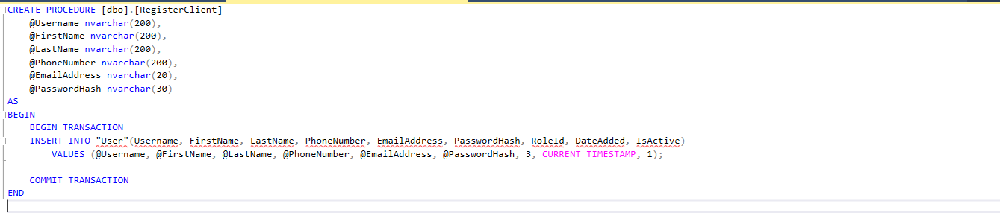 CREATE PROCEDURE [dbo].[RegisterClient]
@Username nvarchar(200),
@FirstName nvarchar(200),
@LastName nvarchar(200),
@PhoneNumber nvarchar(200),
@EmailAddress nvarchar(20),
@PasswordHash nvarchar(30)
AS
BEGIN
BEGIN TRANSACTION
INSERT INTO "User"(Username, FirstName, LastName, PhoneNumber, EmailAddress, PasswordHash, RoleId, DateAdded, IsActive)
VALUES (@Username, @FirstName, @LastName, @PhoneNumber, @EmailAddress, @PasswordHash, 3, CURRENT_TIMESTAMP, 1);
COMMIT TRANSACTION
END